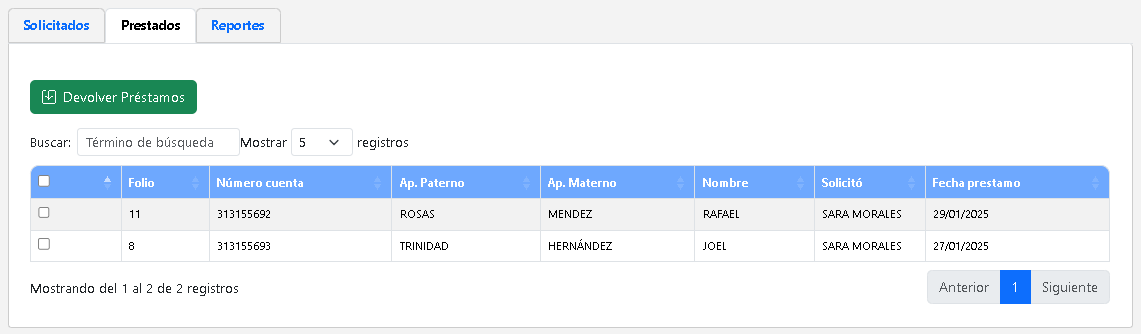 Solicitados Prestados Reportes
Devolver Préstamos
Buscar: Término de búsqueda Mostrar 5 registros
Folio Número cuenta Ap. Paterno Ap. Materno Nombre Solicitó Fecha prestamo
11 313155692 ROSAS MENDEZ RAFAEL SARA MORALES 29/01/2025
8 313155693 TRINIDAD HERNÁNDEZ JOEL SARA MORALES 27/01/2025
Mostrando del 1 al 2 de 2 registros Anterior 1 Siguiente